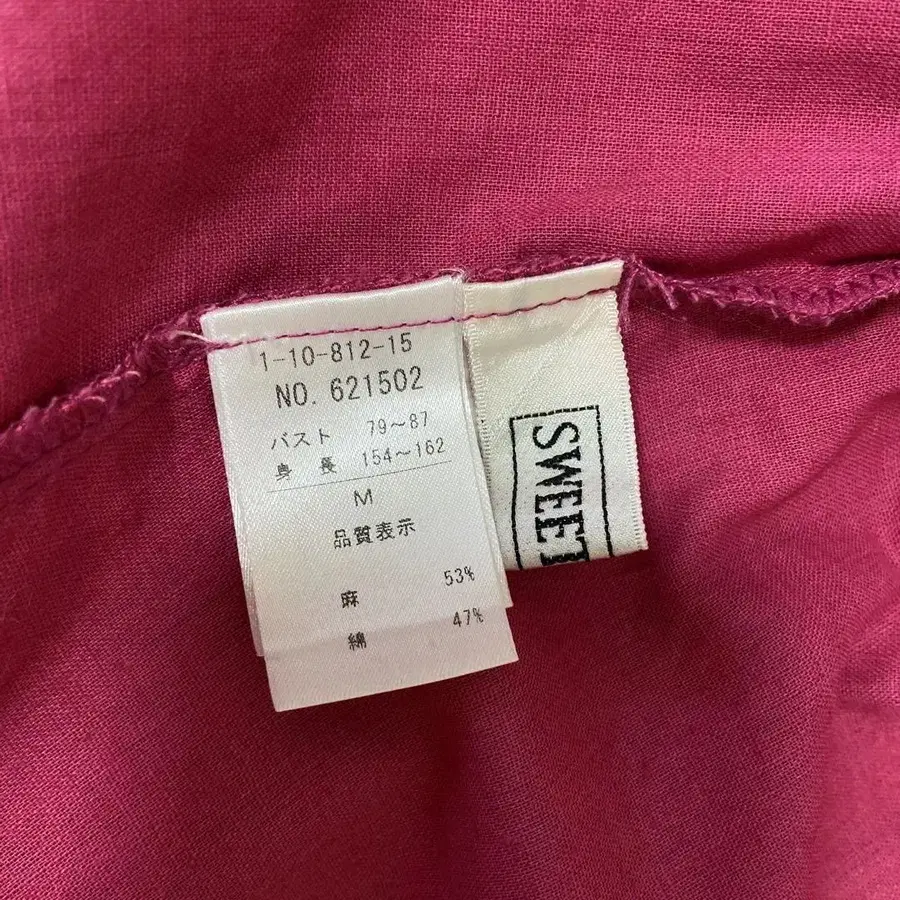 1-10-812-15
NO. 621502
バスト 79～87
身長 154～162
M
品質表示
麻 53%
綿 47%
SWEET